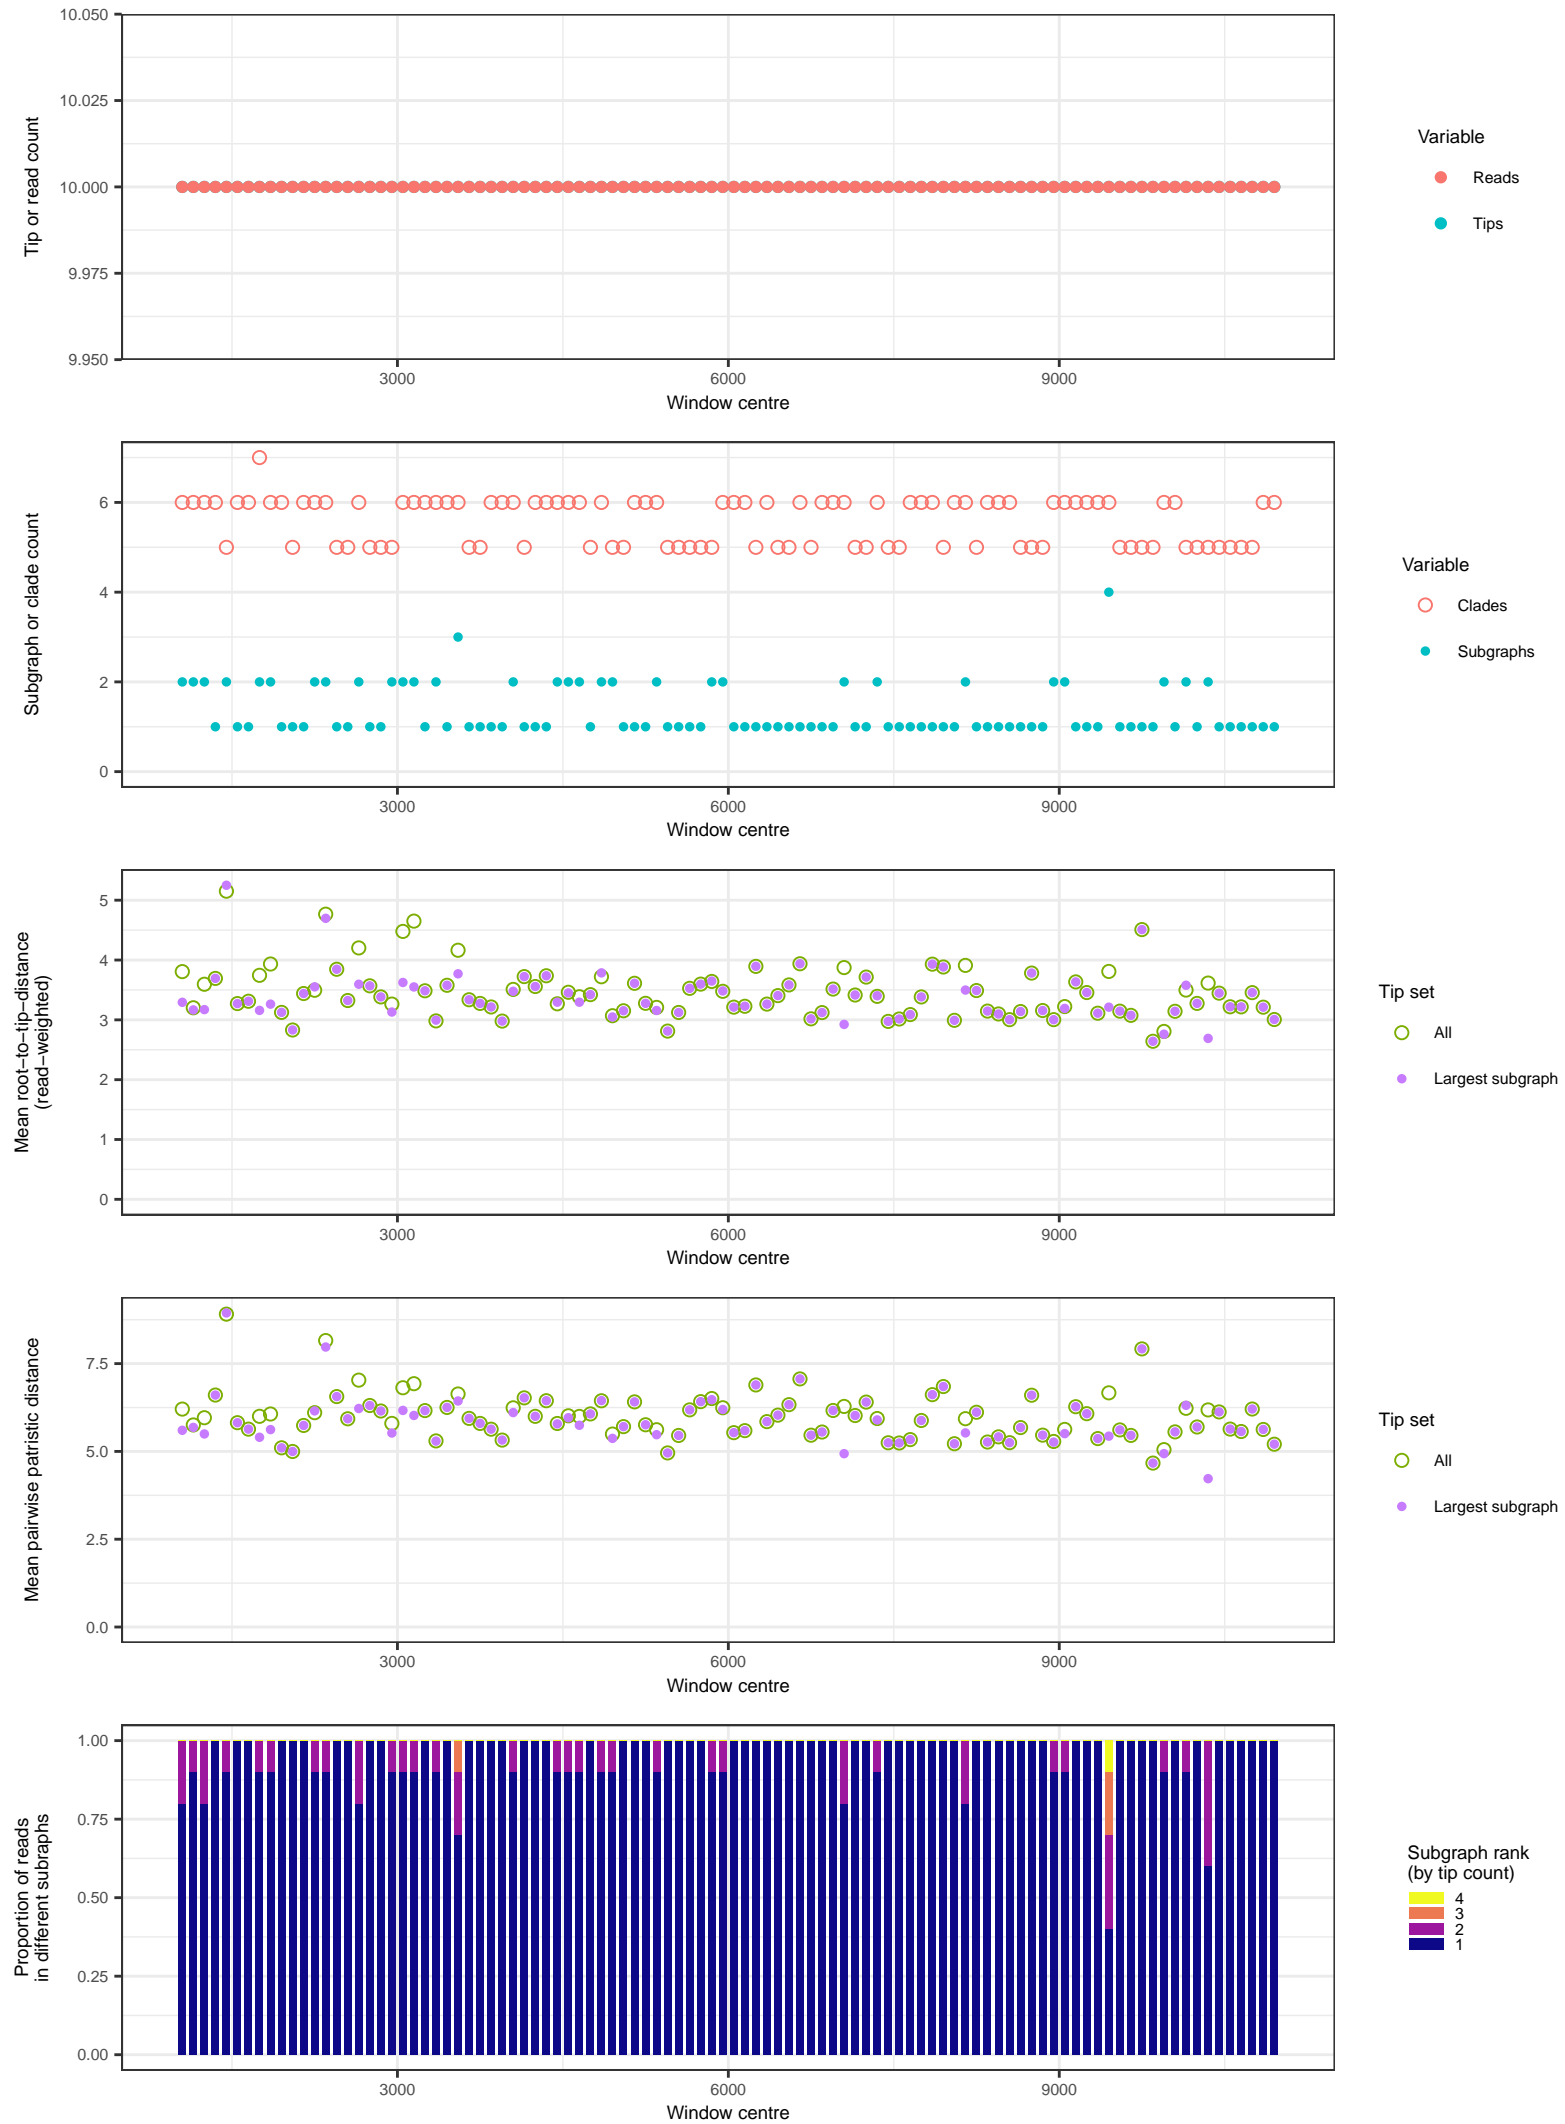 10.050
10.025
10.000
9.975
9.950
Tip or read count
3000
6000
9000
Window centre
Variable
Reads
Tips
6
4
2
0
Subgraph or clade count
3000
6000
9000
Window centre
Variable
Clades
Subgraphs
5
4
3
2
1
0
Mean root−to−tip−distance
(read−weighted)
3000
6000
9000
Window centre
Tip set
All
Largest subgraph
7.5
5.0
2.5
0.0
Mean pairwise patristic distance
3000
6000
9000
Window centre
Tip set
All
Largest subgraph
1.00
0.75
0.50
0.25
0.00
Proportion of reads
in different subraphs
3000
6000
9000
Window centre
Subgraph rank
(by tip count)
4
3
2
1